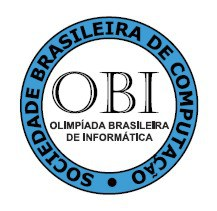 SOCIEDADE BRASILEIRA DE COMPUTAÇÃO
OBI
OLIMPÍADA BRASILEIRA
DE INFORMÁTICA